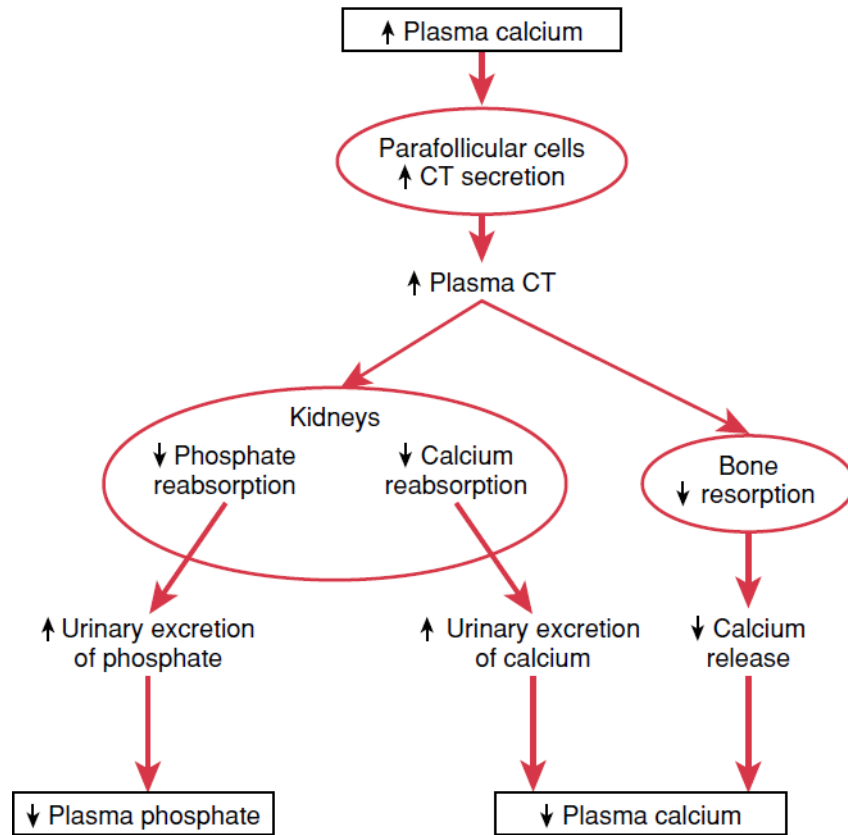 ↑ Plasma calcium
Parafollicular cells
↑ CT secretion
↑ Plasma CT
Kidneys
↓ Phosphate
reabsorption
↓ Calcium
reabsorption
Bone
↓ resorption
↑ Urinary excretion
of phosphate
↑ Urinary excretion
of calcium
↓ Calcium
release
↓ Plasma phosphate
↓ Plasma calcium